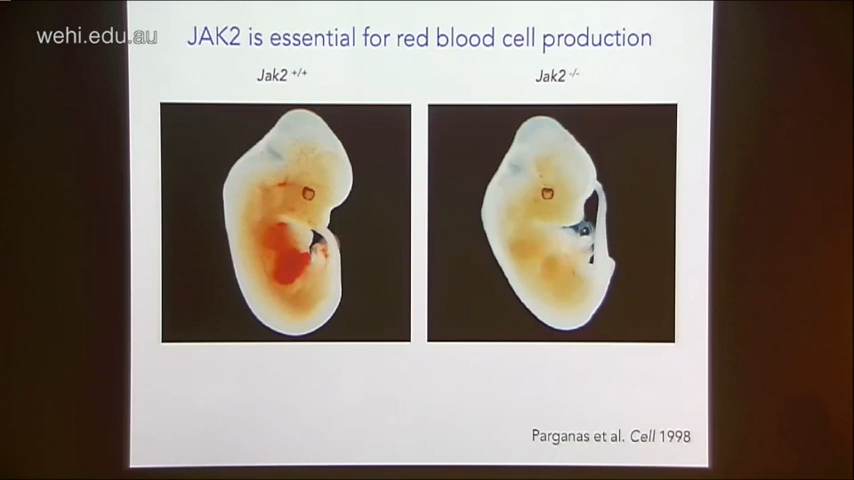 wehi.edu.au
JAK2 is essential for red blood cell production
Jak2 +/+
Jak2 -/-
Parganas et al. Cell 1998